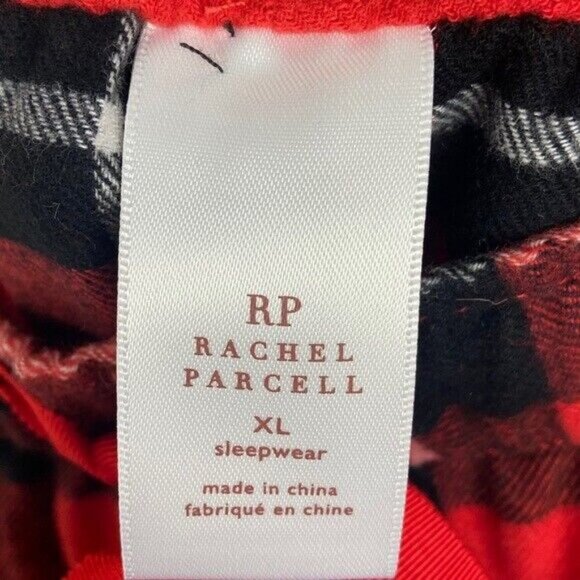 RP
RACHEL
PARCELL
XL
sleepwear
made in china
fabriqué en chine